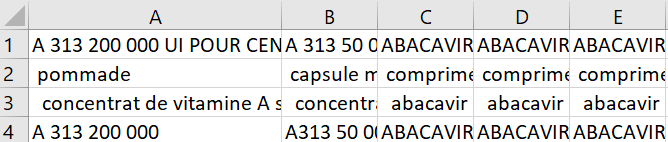 A B C D E
1 A 313 200 000 UI POUR CEN A 313 50 0 ABACAVIR ABACAVIR ABACAVIR
2 pommade capsule m comprime comprime comprime
3 concentrat de vitamine A s concentra abacavir abacavir abacavir
4 A 313 200 000 A313 50 00 ABACAVIR ABACAVIR ABACAVIR